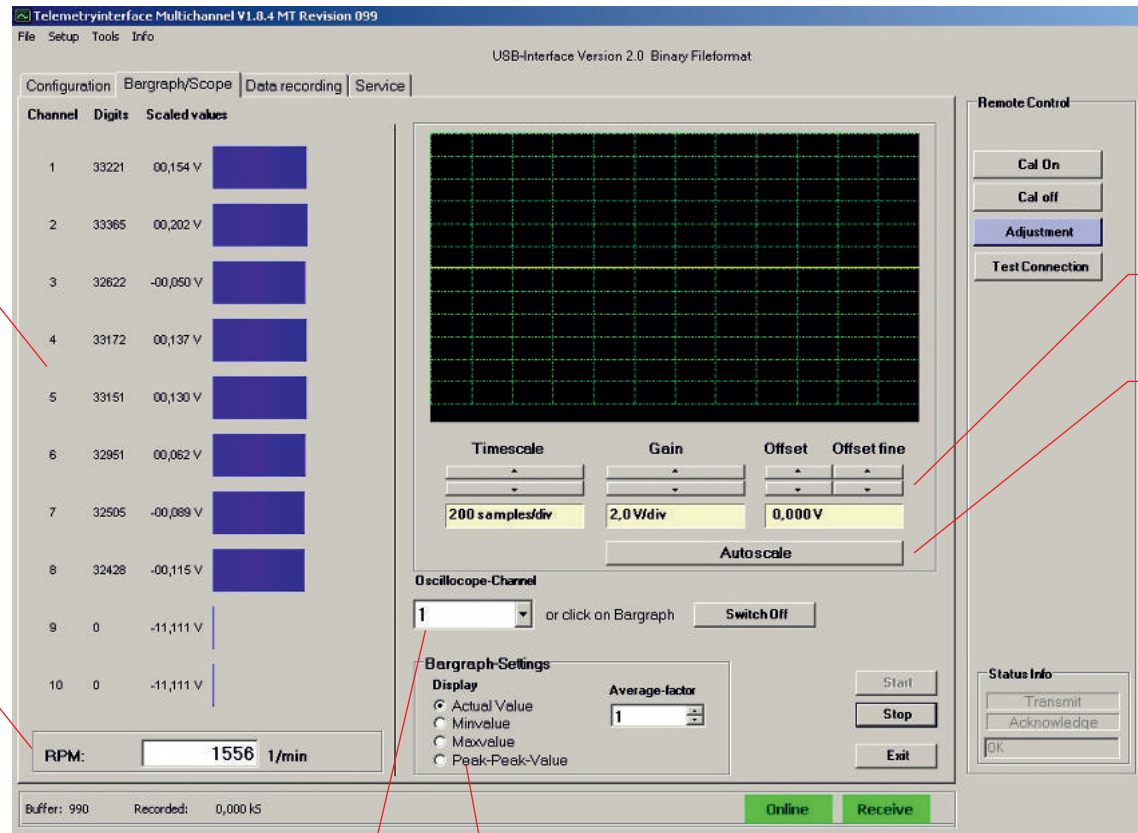 Telemetryinterface Multichannel V1.8.4 MT Revision 099
File Setup Tools Info
USB-Interface Version 2.0 Binary Fileformat
Configuration Bargraph/Scope Data recording Service
Channel Digits Scaled values
1 33221 00,154 V
2 33365 00,202 V
3 32622 -00,050 V
4 33172 00,137 V
5 33151 00,130 V
6 32951 00,062 V
7 32505 -00,089 V
8 32428 -00,115 V
9 0 -11,111 V
10 0 -11,111 V
RPM: 1556 1/min
Timescale Gain Offset Offset fine
200 samples/div 2,0 V/div 0,000 V
Autoscale
Oscillocope-Channel
1 or click on Bargraph Switch Off
Bargraph-Settings
Display Average-factor
Actual Value 1
Minvalue
Maxvalue
Peak-Peak-Value
Start
Stop
Exit
Remote Control
Cal On
Cal off
Adjustment
Test Connection
Status Info
Transmit
Acknowledge
OK
Buffer: 990 Recorded: 0,000 kS Online Receive